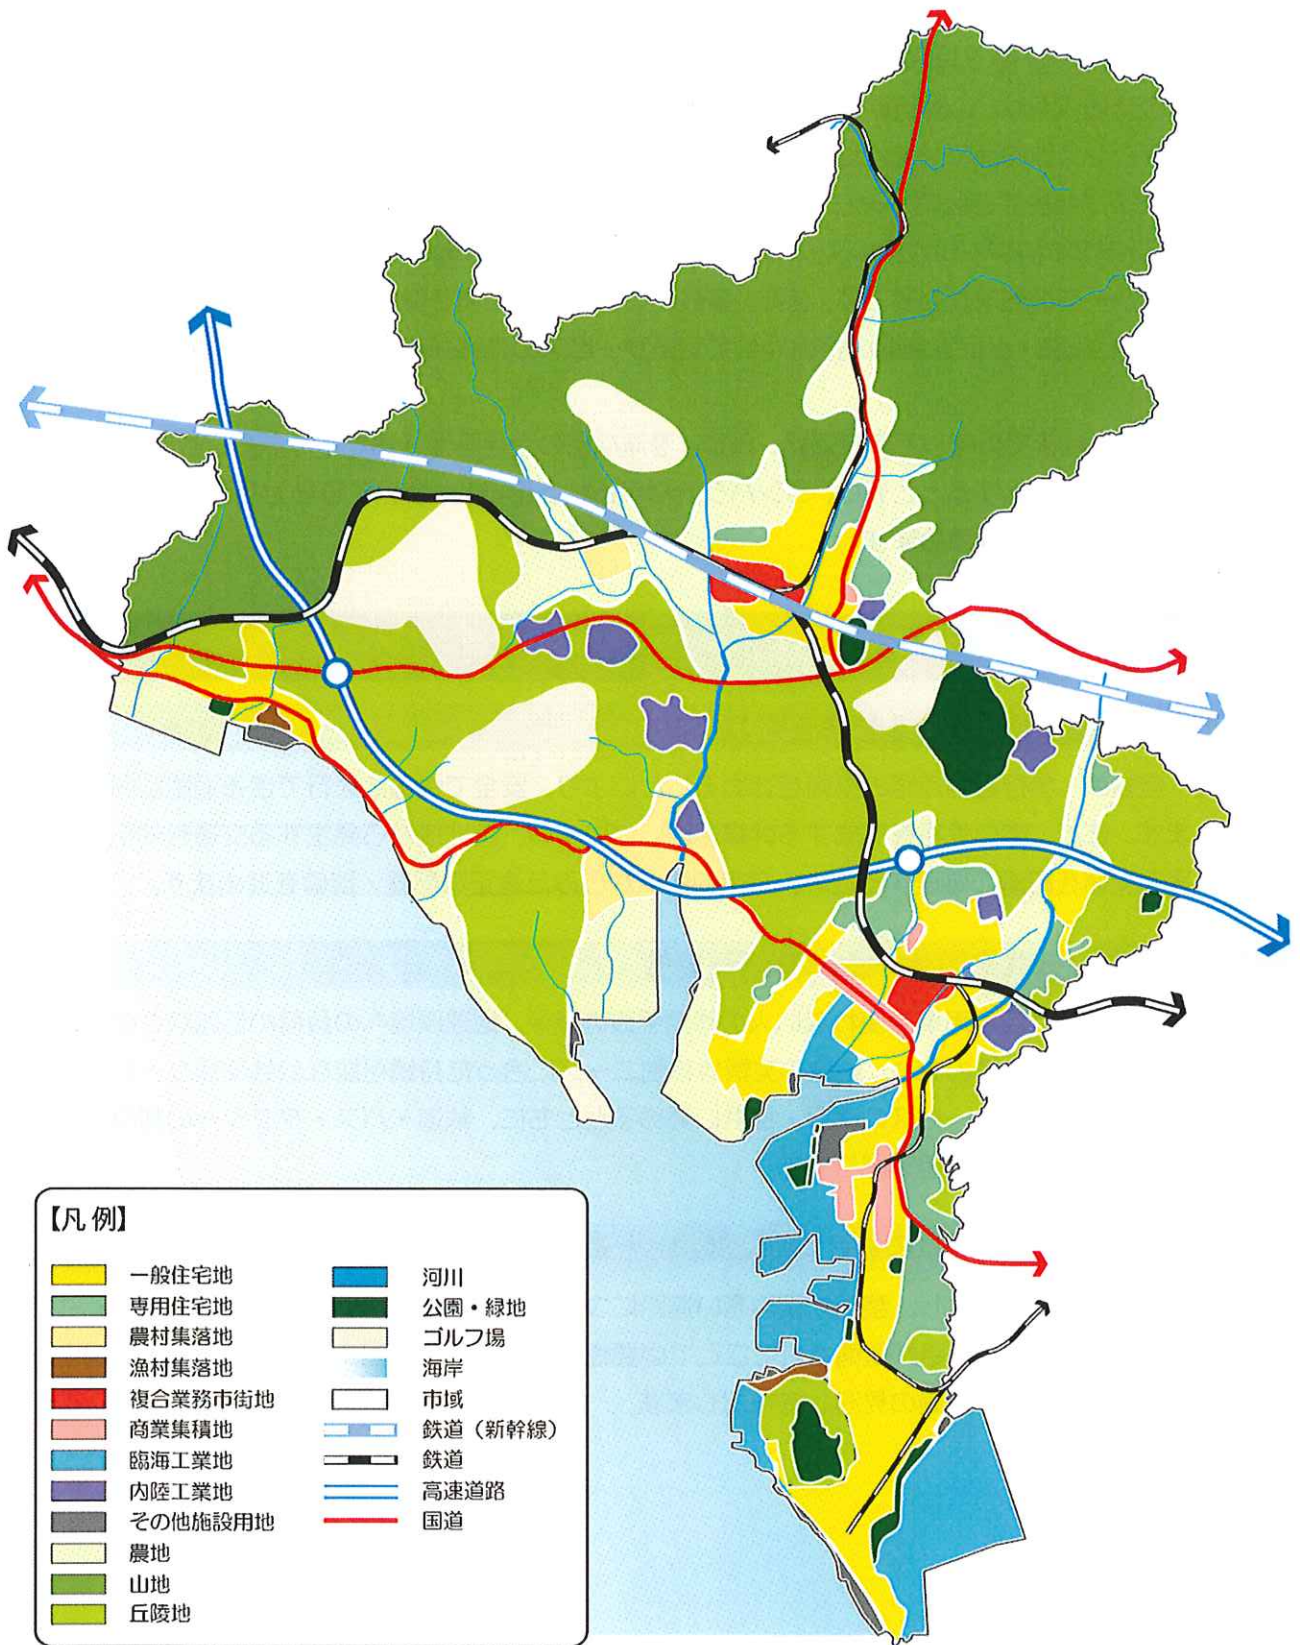 【凡例】
一般住宅地
専用住宅地
農村集落地
漁村集落地
複合業務市街地
商業集積地
臨海工業地
内陸工業地
その他施設用地
農地
山地
丘陵地
河川
公園・緑地
ゴルフ場
海岸
市域
鉄道（新幹線）
鉄道
高速道路
国道